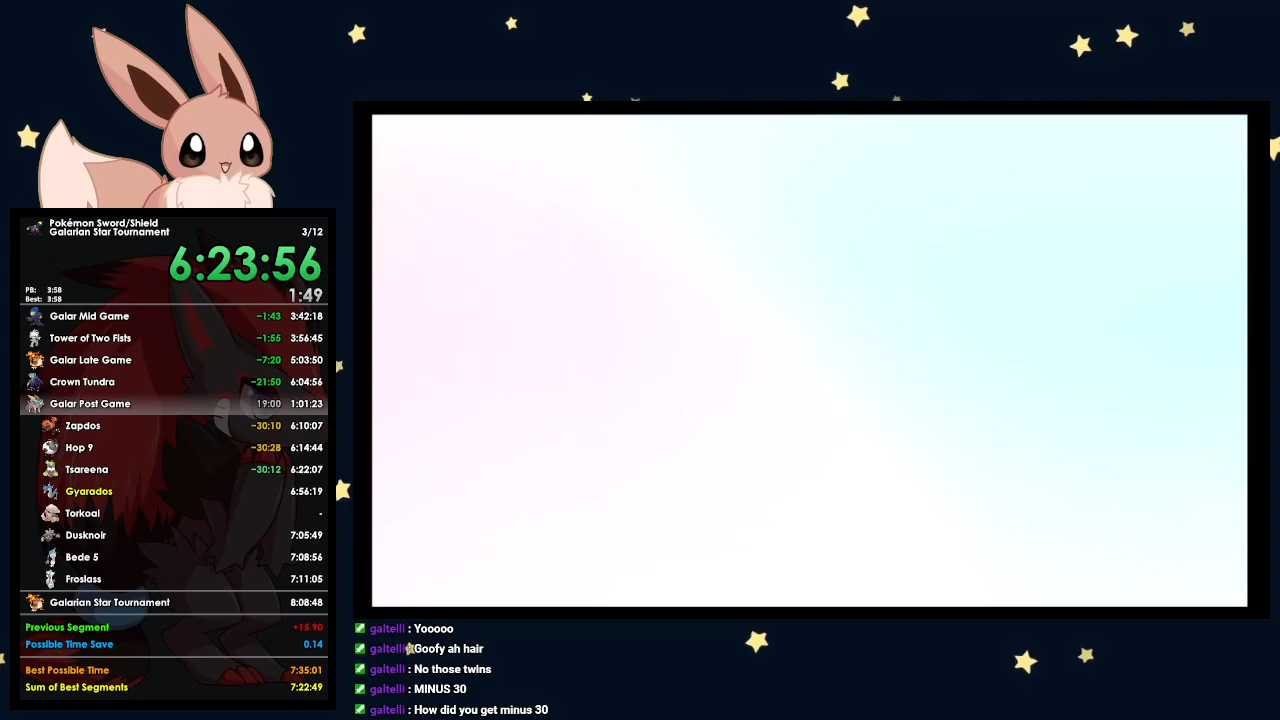 Pokémon Sword/Shield
Galarian Star Tournament 3/12
6:23:56
PB: 3:58
Best: 3:58
1:49
Galar Mid Game −1:43 3:42:18
Tower of Two Fists −1:55 3:56:45
Galar Late Game −7:20 5:03:50
Crown Tundra −21:50 6:04:56
Galar Post Game 19:00 1:01:23
Zapdos −30:10 6:10:07
Hop 9 −30:28 6:14:44
Tsareena −30:12 6:22:07
Gyarados 6:56:19
Torkoal -
Dusknoir 7:05:49
Bede 5 7:08:56
Froslass 7:11:05
Galarian Star Tournament 8:08:48
Previous Segment +15.90
Possible Time Save 0.14
Best Possible Time 7:35:01
Sum of Best Segments 7:22:49
galtelli : Yooooo
galtelli : Goofy ah hair
galtelli : No those twins
galtelli : MINUS 30
galtelli : How did you get minus 30